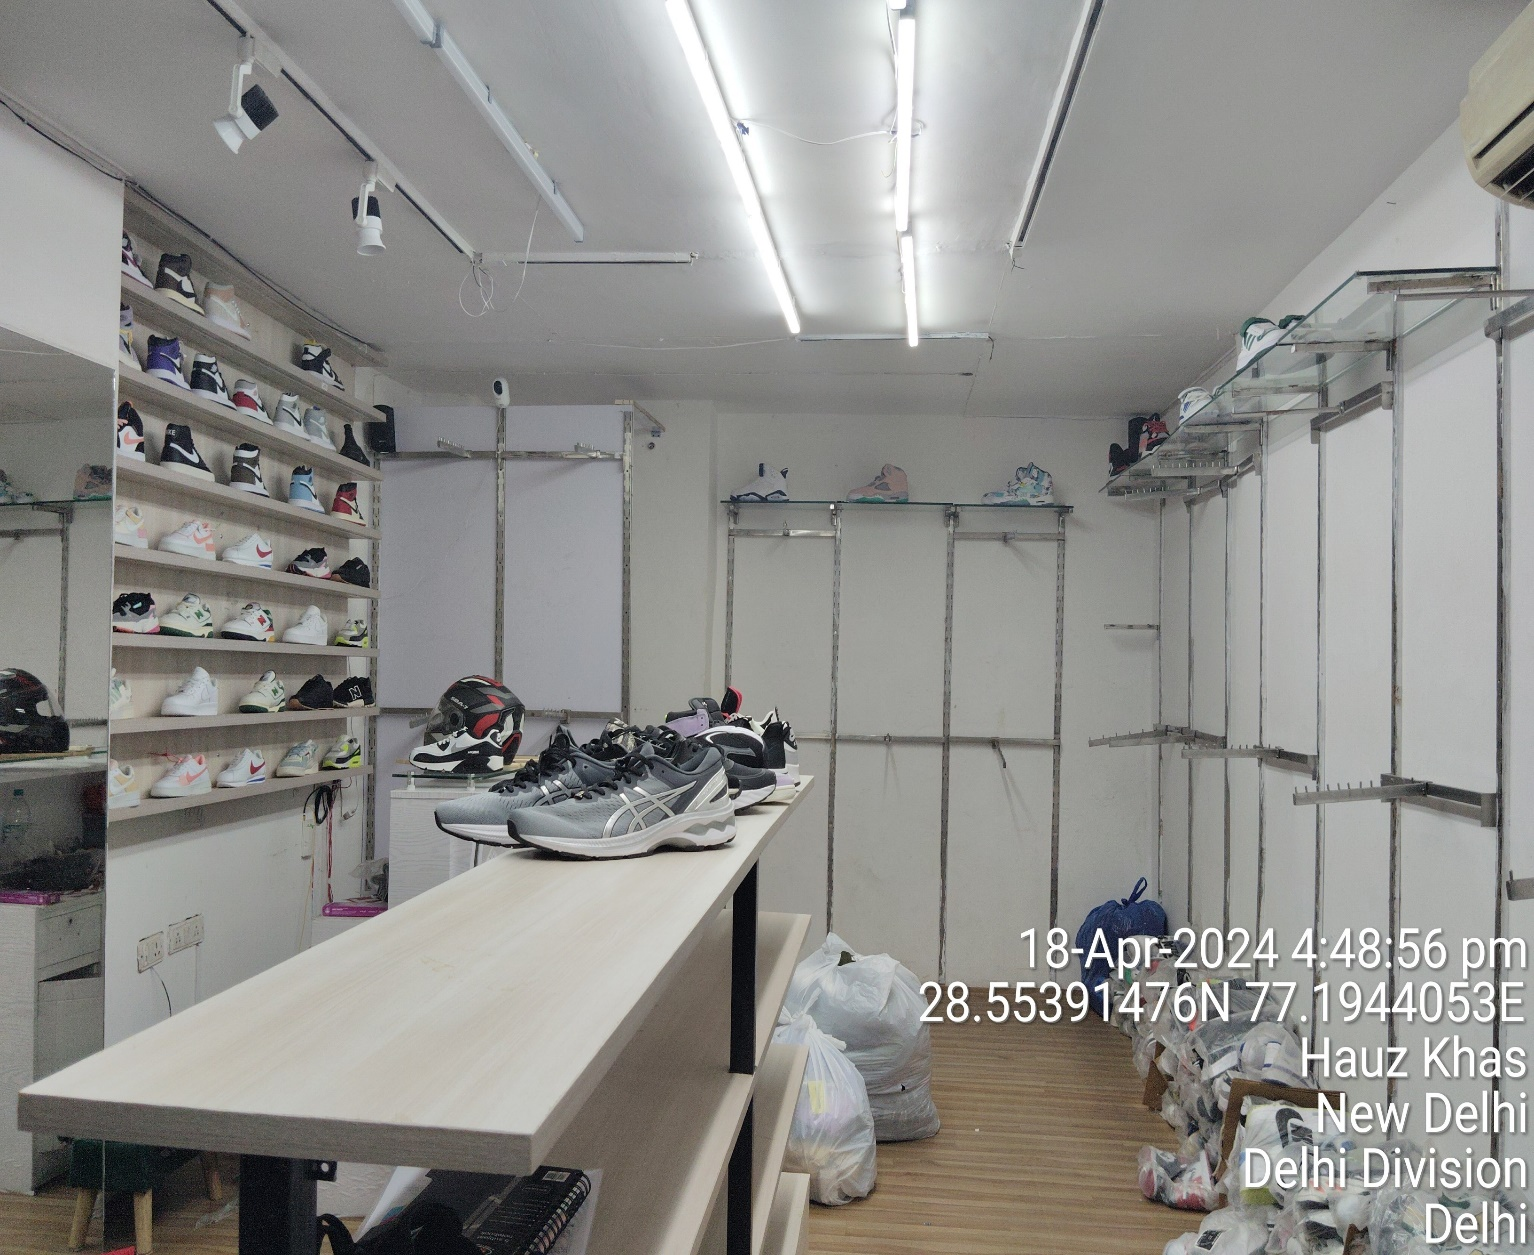 18-Apr-2024 4:48:56 pm
28.55391476N 77.1944053E
Hauz Khas
New Delhi
Delhi Division
Delhi